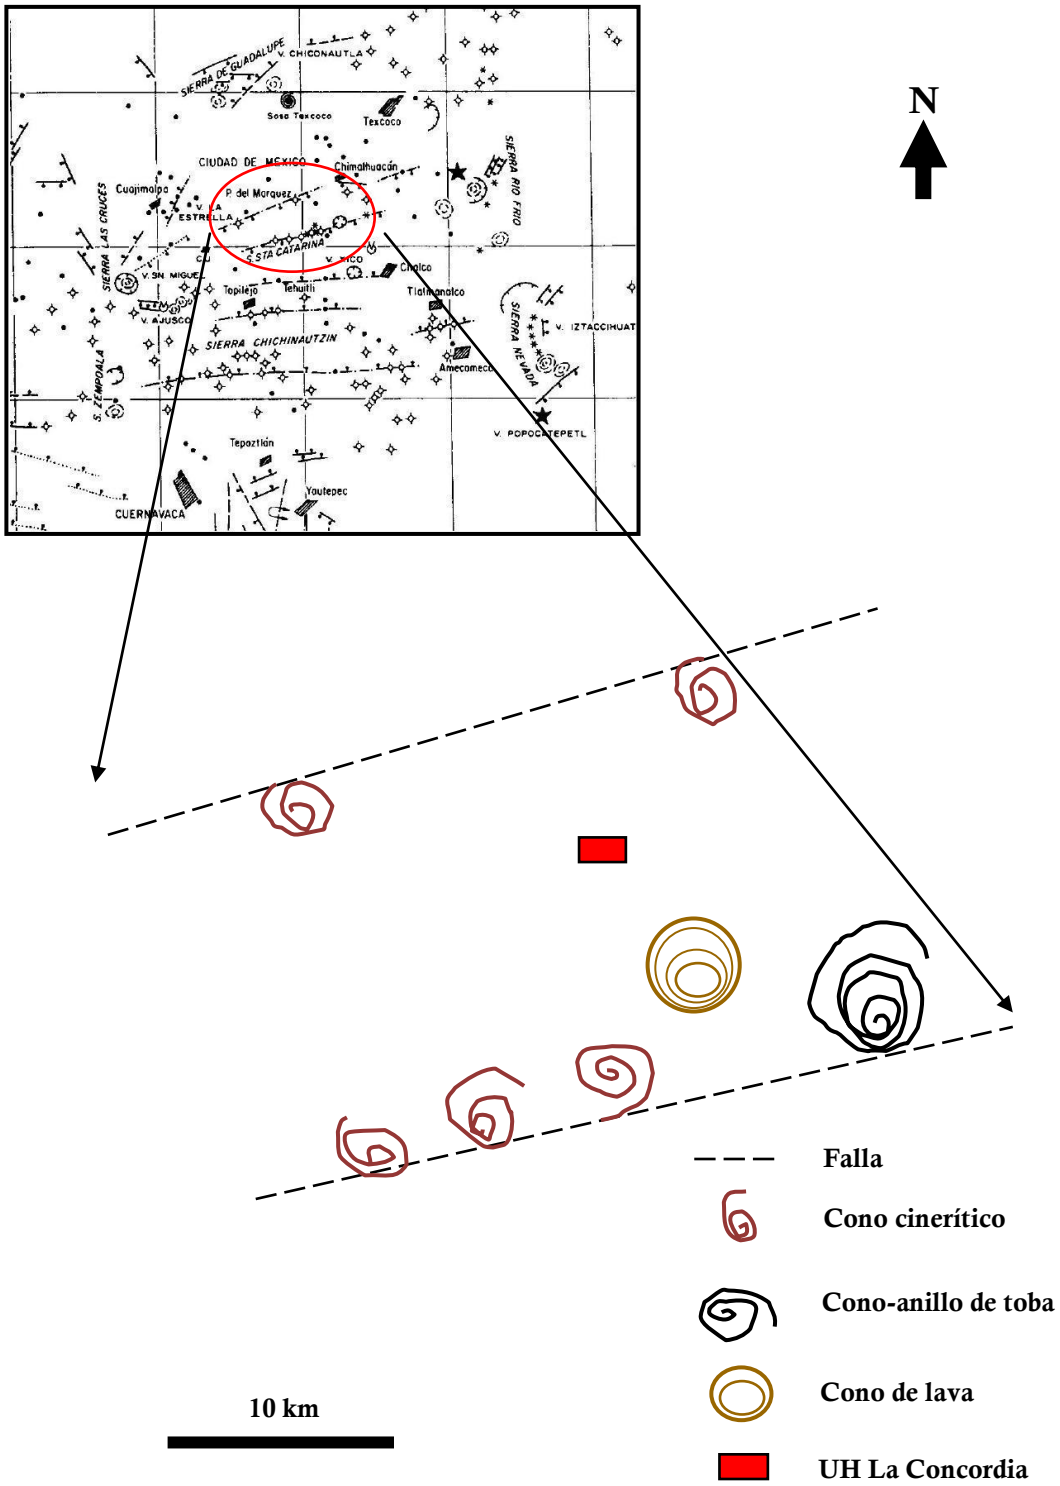 V. CHICONAUTLA
SIERRA DE GUADALUPE
Sosa Texcoco
Texcoco
N
CIUDAD DE MEXICO
Chimalhuacán
SIERRA RIO FRIO
Cuajimalpa
P. del Marquez
V. LA
ESTRELLA
SIERRA LAS CRUCES
S. STA CATARINA
Chalco
V. SN. MIGUEL
Topilejo
Tehuitli
Tlalmanalco
V. AJUSCO
SIERRA NEVADA
V. IZTACCIHUAT
SIERRA CHICHINAUTZIN
Amecameca
S. ZEMPOALA
V. POPOCATEPETL
Tepoztlán
Yautepec
CUERNAVACA
Falla
Cono cinerítico
Cono-anillo de toba
Cono de lava
10 km
UH La Concordia